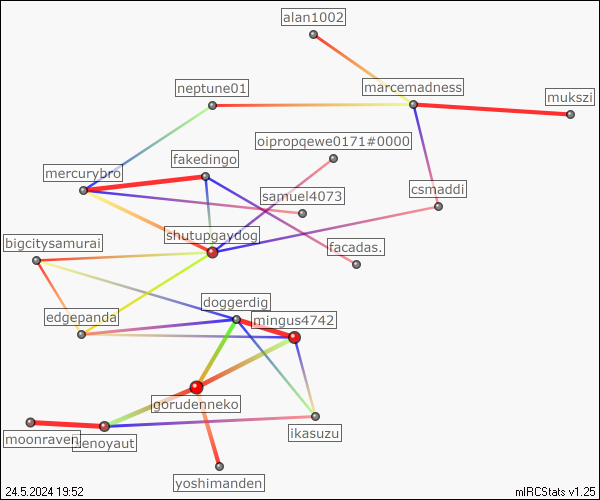 alan1002
neptune01
marcemadness
mukszi
oipropqewe0171#0000
fakedingo
mercurybro
samuel4073
csmaddi
shutupgaydog
bigcitysamurai
facadas.
doggerdig
edgepanda
mingus4742
gorudenneko
ikasuzu
moonraven
xenoyaut
yoshimanden
24.5.2024 19:52
mIRCStats v1.25